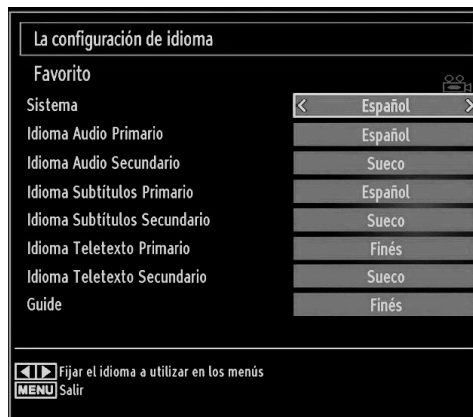 La configuración de idioma
Favorito
Sistema < Español >
Idioma Audio Primario Español
Idioma Audio Secundario Sueco
Idioma Subtítulos Primario Español
Idioma Subtítulos Secundario Sueco
Idioma Teletexto Primario Finés
Idioma Teletexto Secundario Sueco
Guide Finés
Fijar el idioma a utilizar en los menús
MENU Salir